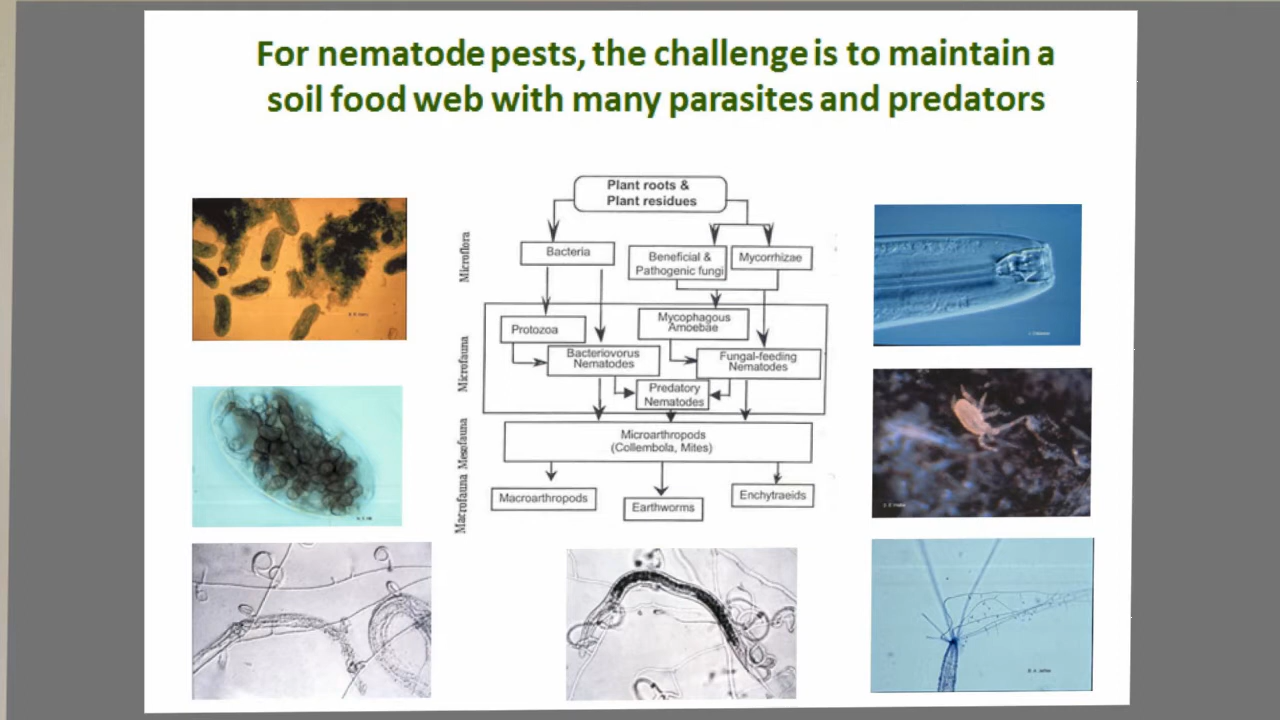 For nematode pests, the challenge is to maintain a
soil food web with many parasites and predators
Plant roots &
Plant residues
Microflora
Bacteria
Beneficial &
Pathogenic fungi
Mycorrhizae
Microfauna
Protozoa
Mycophagous
Amoebae
Bacteriovorus
Nematodes
Fungal-feeding
Nematodes
Predatory
Nematodes
Mesofauna
Microarthropods
(Collembola, Mites)
Macrofauna
Macroarthropods
Earthworms
Enchytraeids